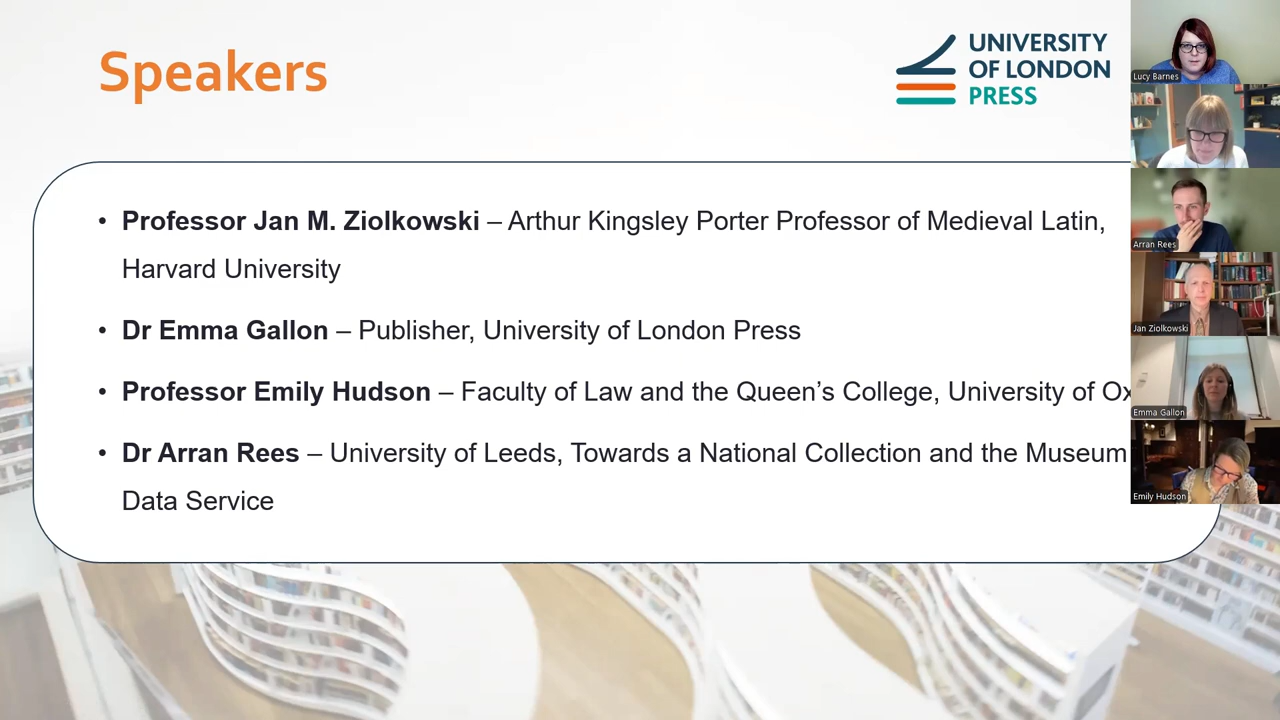 Speakers
UNIVERSITY
OF LONDON
PRESS
• Professor Jan M. Ziolkowski – Arthur Kingsley Porter Professor of Medieval Latin,
Harvard University
• Dr Emma Gallon – Publisher, University of London Press
• Professor Emily Hudson – Faculty of Law and the Queen’s College, University of Ox
• Dr Arran Rees – University of Leeds, Towards a National Collection and the Museum
Data Service
Lucy Barnes
Arran Rees
Jan Ziolkowski
Emma Gallon
Emily Hudson